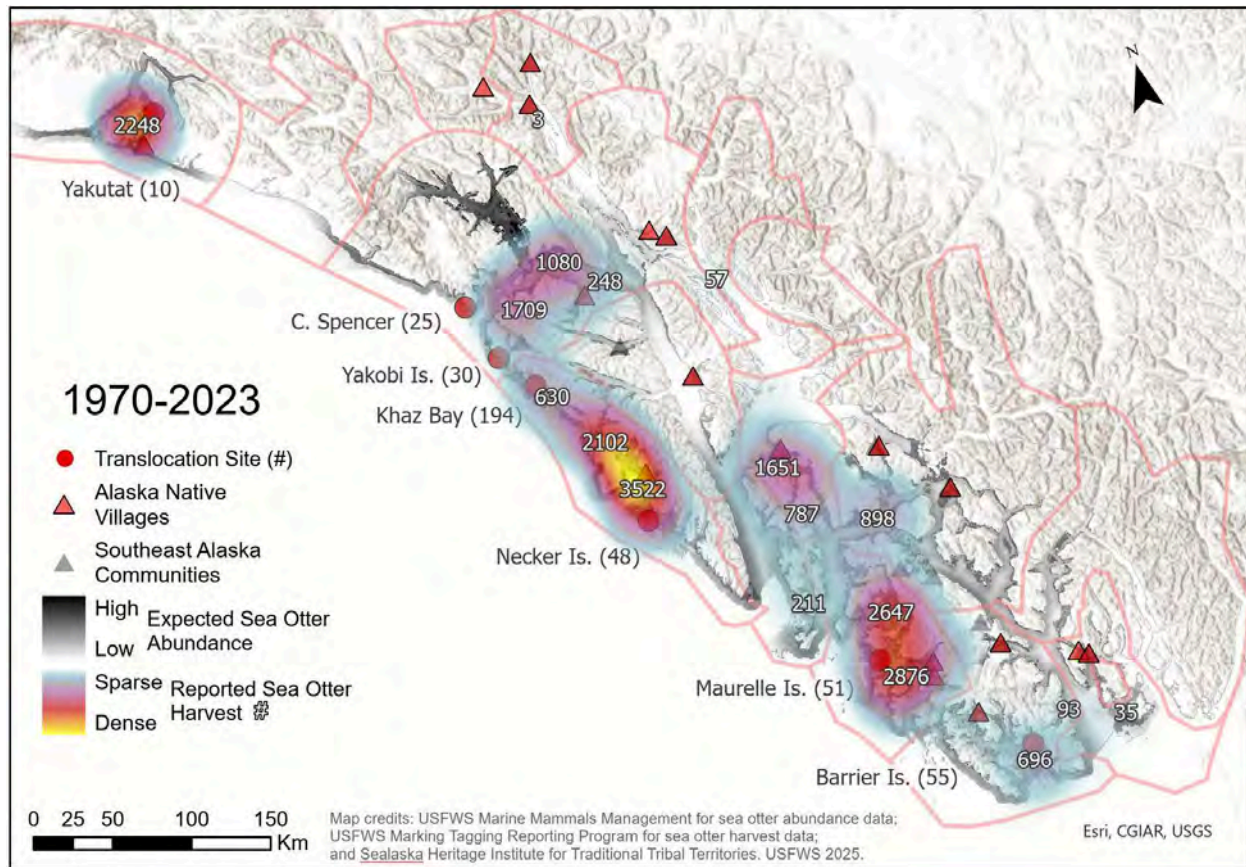 N
3
2248
Yakutat (10)
57
1080
248
1709
C. Spencer (25)
Yakobi Is. (30)
Khaz Bay (194)
630
2102
3522
Necker Is. (48)
1651
787
898
211
2647
2876
Maurelle Is. (51)
93
35
696
Barrier Is. (55)
1970-2023
Translocation Site (#)
Alaska Native
Villages
Southeast Alaska
Communities
High
Low
Expected Sea Otter
Abundance
Sparse
Dense
Reported Sea Otter
Harvest #
0 25 50 100 150
Km
Map credits: USFWS Marine Mammals Management for sea otter abundance data;
USFWS Marking Tagging Reporting Program for sea otter harvest data;
and Sealaska Heritage Institute for Traditional Tribal Territories. USFWS 2025.
Esri, CGIAR, USGS